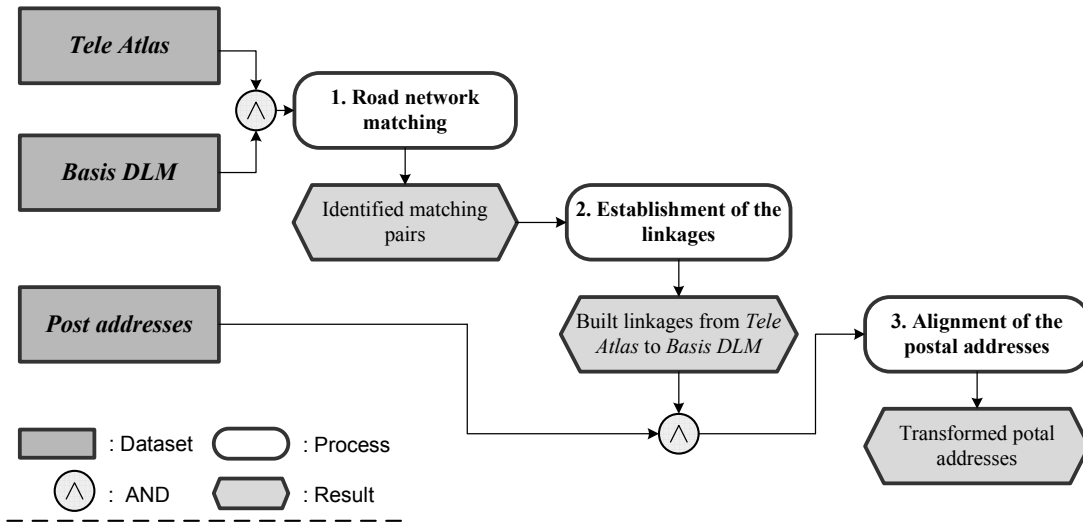 Tele Atlas
Basis DLM
1. Road network
matching
Identified matching
pairs
2. Establishment of the
linkages
Post addresses
Built linkages from Tele
Atlas to Basis DLM
3. Alignment of the
postal addresses
Transformed potal
addresses
: Dataset
: Process
: AND
: Result